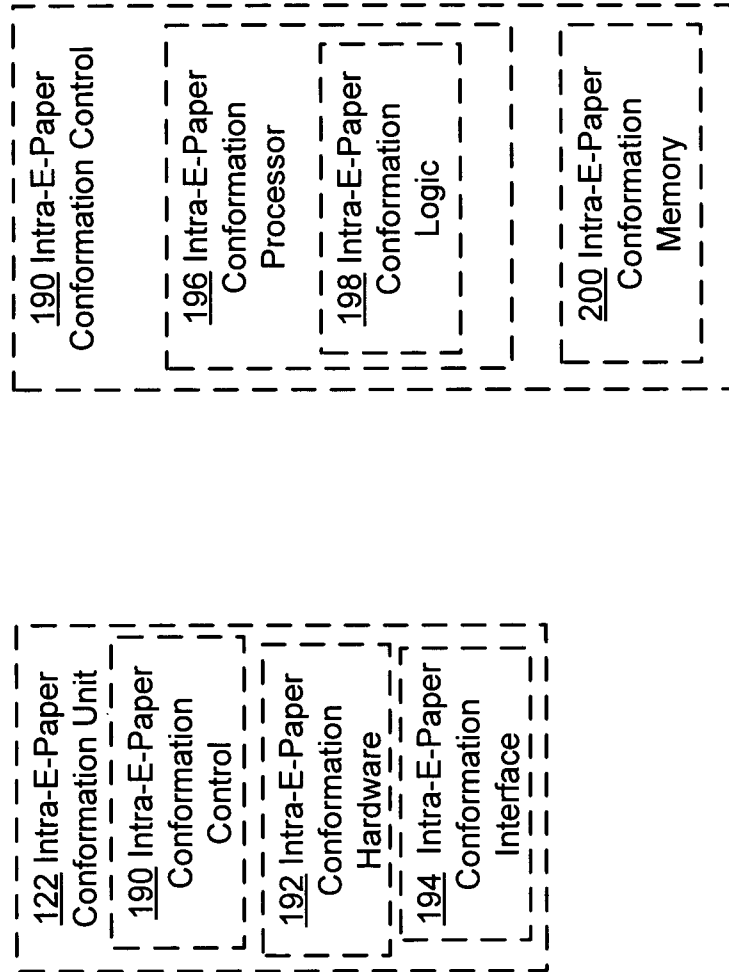 122 Intra-E-Paper
Conformation Unit
190 Intra-E-Paper
Conformation
Control
192 Intra-E-Paper
Conformation
Hardware
194 Intra-E-Paper
Conformation
Interface
190 Intra-E-Paper
Conformation Control
196 Intra-E-Paper
Conformation
Processor
198 Intra-E-Paper
Conformation
Logic
200 Intra-E-Paper
Conformation
Memory